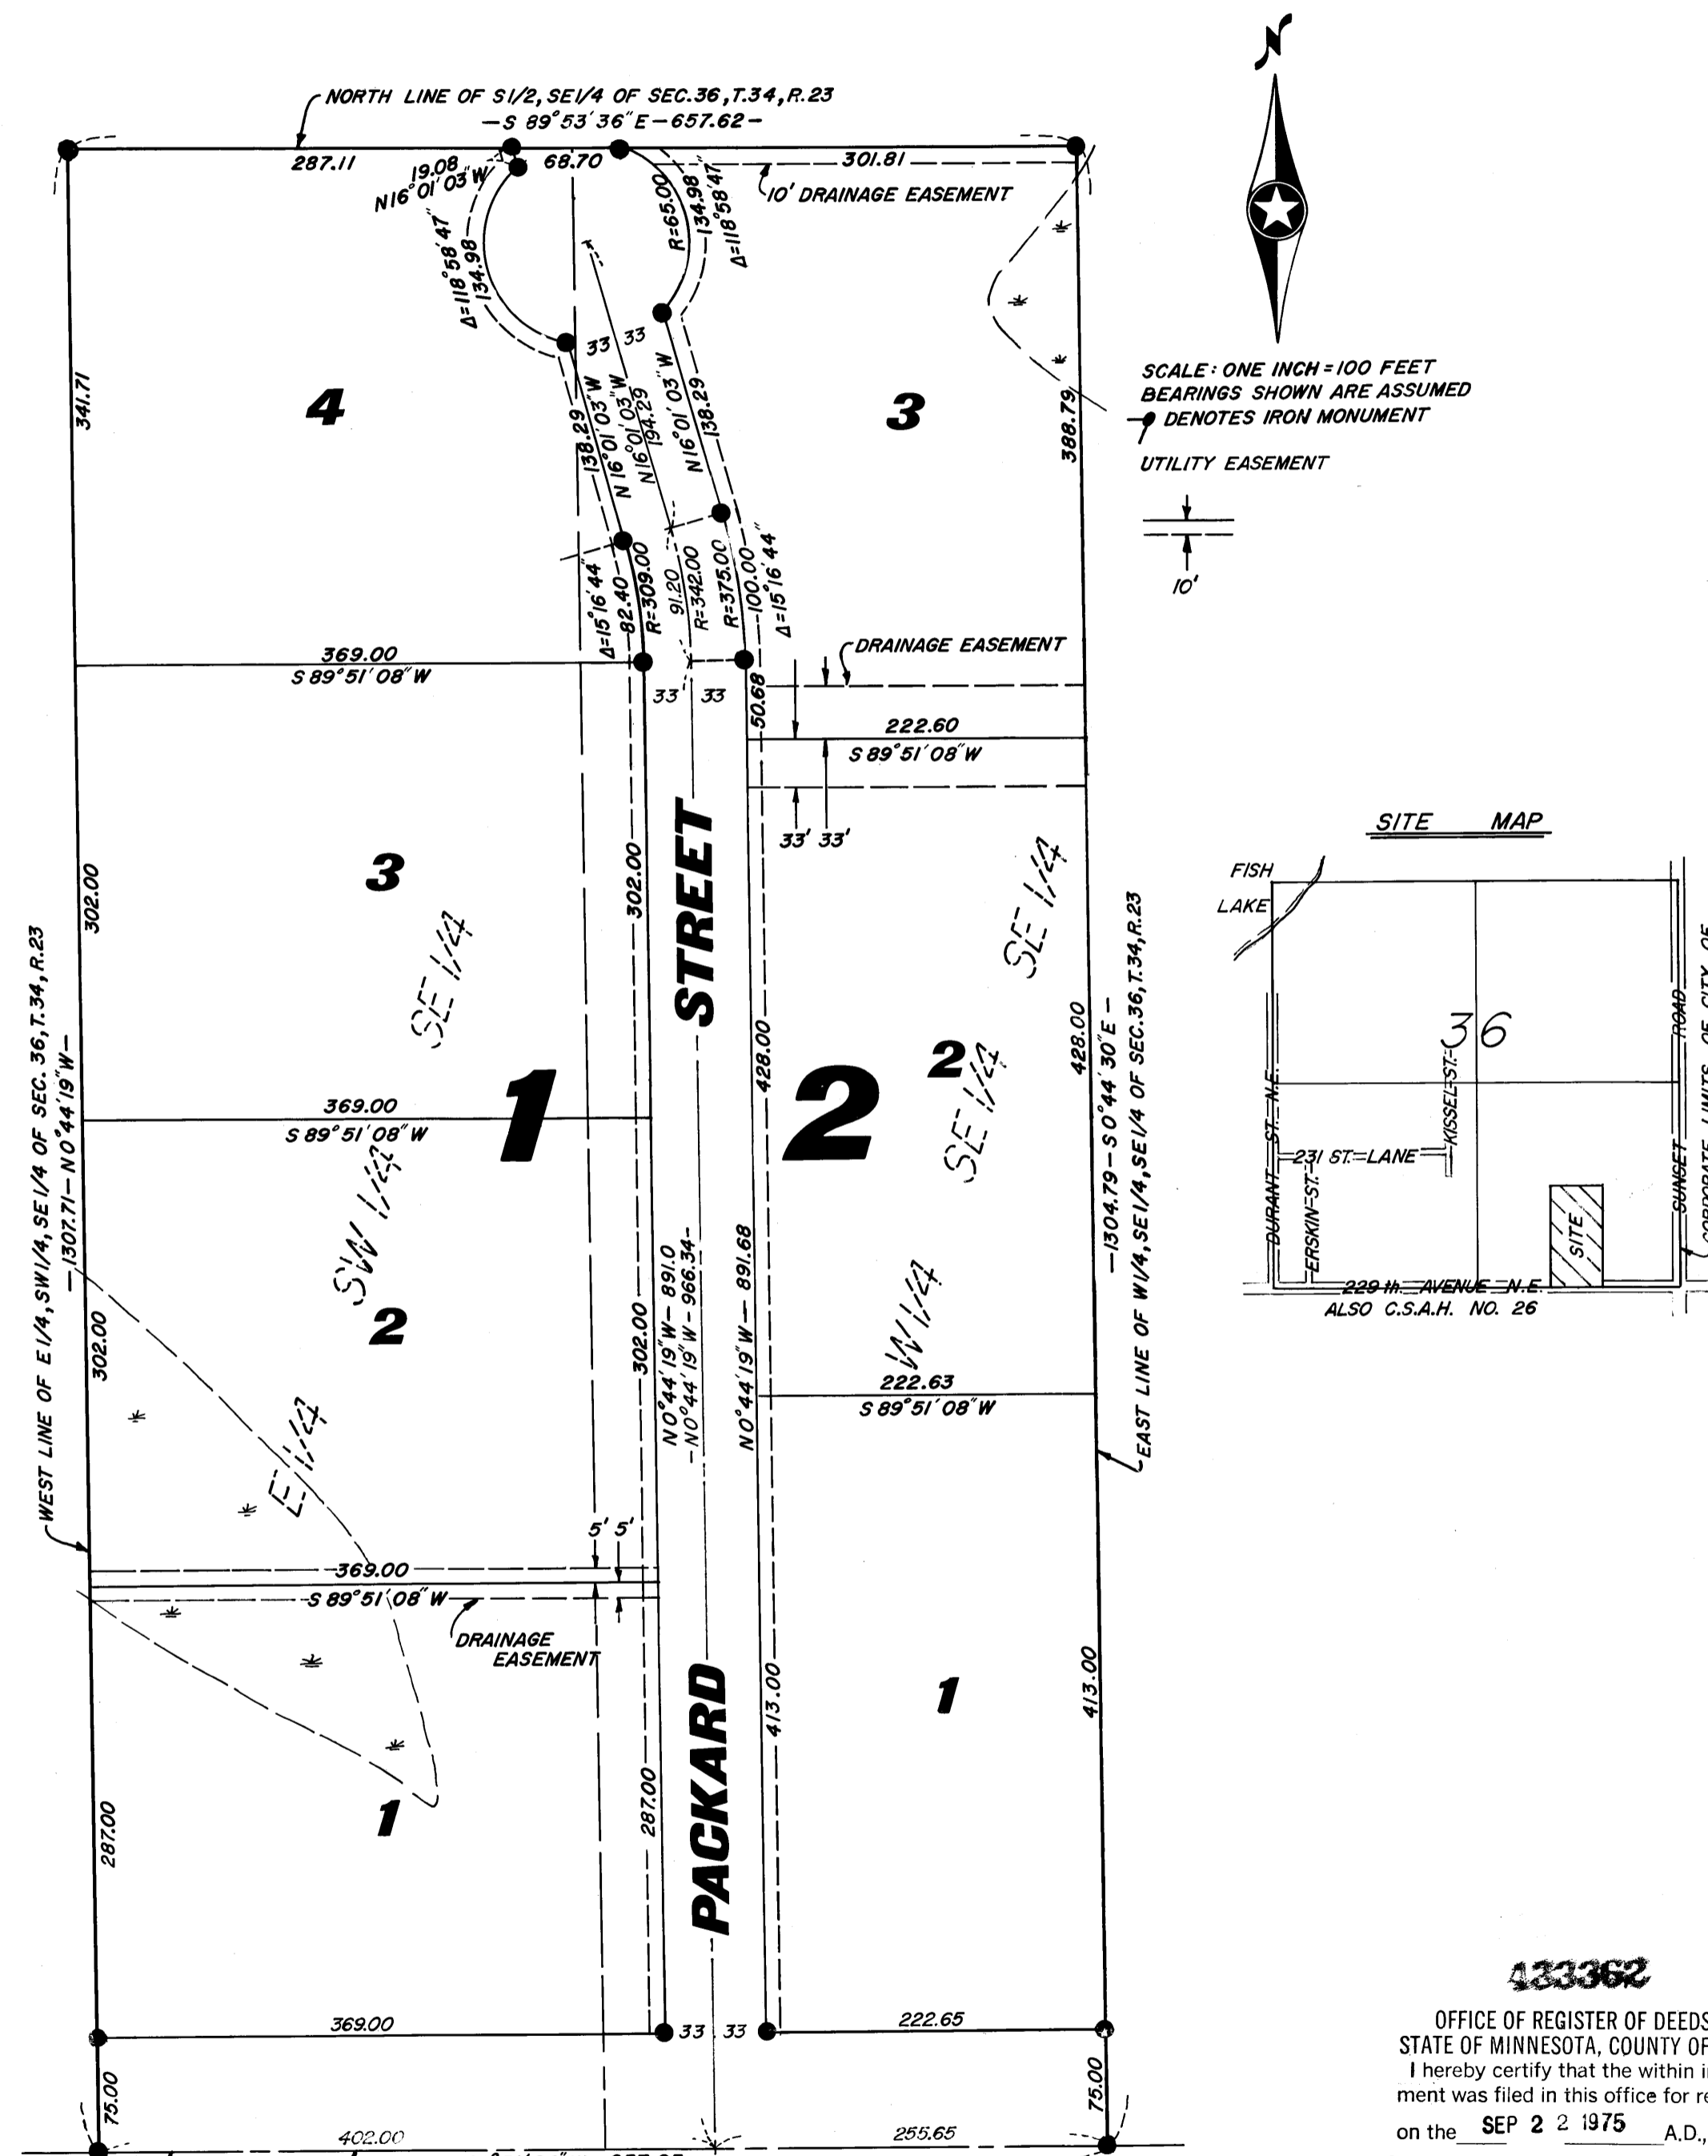 N
NORTH LINE OF S1/2, SE1/4 OF SEC.36, T.34, R.23
—S 89°53'36"E—657.62—
287.11
19.08
N16°01'03"W
68.70
301.81
10' DRAINAGE EASEMENT
R=65.00
134.98
Δ=118°58'47"
Δ=118°58'47"
134.98
33 33
341.71
4
3
388.79
138.29
N16°01'03"W
N16°01'03"W
194.29
N16°01'03"W
138.29
SCALE: ONE INCH = 100 FEET
BEARINGS SHOWN ARE ASSUMED
DENOTES IRON MONUMENT
UTILITY EASEMENT
10'
Δ=15°16'44"
82.40
R=309.00
91.20
R=342.00
R=375.00
100.00
Δ=15°16'44"
369.00
S 89°51'08"W
33 33
50.68
DRAINAGE EASEMENT
222.60
S 89°51'08"W
33' 33'
302.00
3
302.00
STREET
SE 1/4
SE 1/4
WEST LINE OF E1/4, SW1/4, SE1/4 OF SEC. 36, T.34, R.23
—1307.71—N0°44'19"W—
EAST LINE OF W1/4, SE1/4, SE1/4 OF SEC.36, T.34, R.23
—1304.79—S0°44'30"E—
369.00
S 89°51'08"W
1
2
428.00
2
428.00
SE 1/4
SW 1/4
W 1/4
E 1/4
302.00
2
302.00
N0°44'19"W—891.0
-N0°44'19"W-966.34-
N0°44'19"W—891.68
222.63
S 89°51'08"W
5' 5'
369.00
S 89°51'08"W
DRAINAGE
EASEMENT
287.00
1
287.00
PACKARD
413.00
1
413.00
369.00
33 33
222.65
75.00
75.00
402.00
255.65
SITE MAP
FISH
LAKE
36
KISSEL ST.
DURANT ST. N.E.
231 ST. LANE
ERSKIN ST.
SITE
SUNSET ROAD
CORPORATE LIMITS OF CITY OF
229 th. AVENUE N.E.
ALSO C.S.A.H. NO. 26
433362
OFFICE OF REGISTER OF DEEDS
STATE OF MINNESOTA, COUNTY OF
I hereby certify that the within i
ment was filed in this office for re
on the SEP 2 2 1975 A.D.,